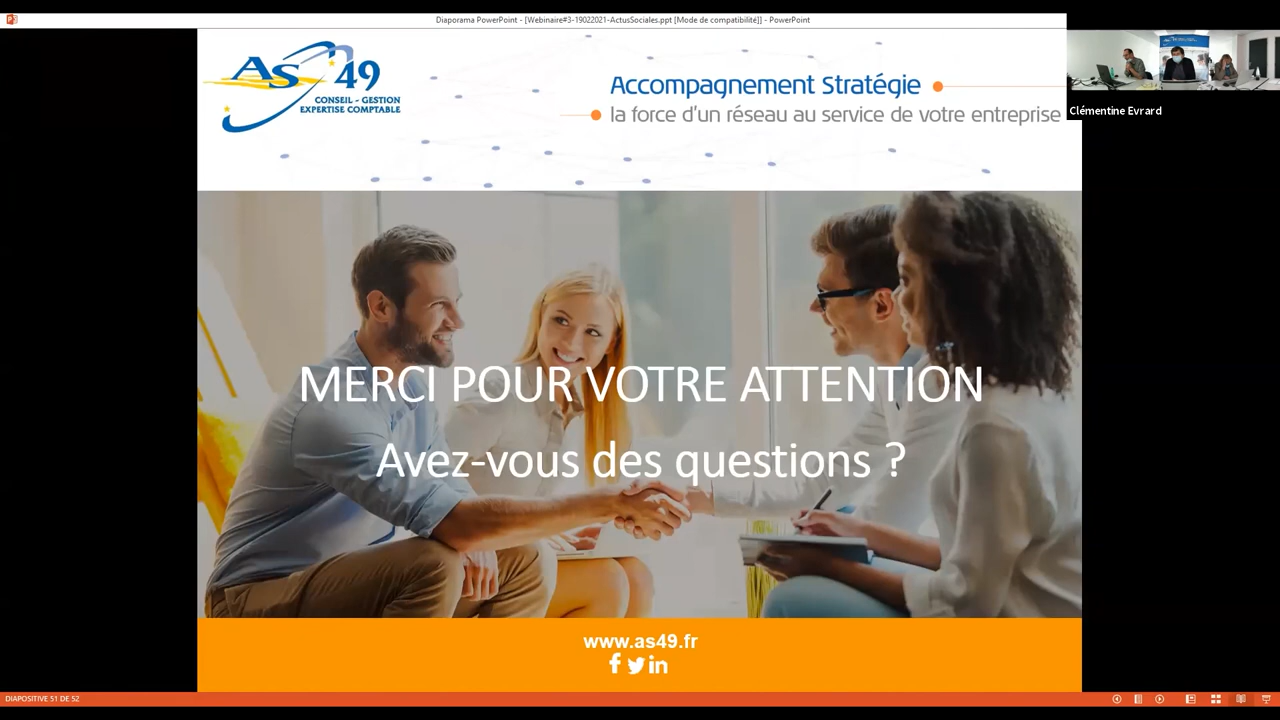 Diaporama PowerPoint - [Webinaire#3-19022021-ActusSociales.ppt [Mode de compatibilité]] - PowerPoint
AS 49
CONSEIL - GESTION
EXPERTISE COMPTABLE
Accompagnement Stratégie
la force d'un réseau au service de votre entreprise
Clémentine Evrard
MERCI POUR VOTRE ATTENTION
Avez-vous des questions ?
www.as49.fr
DIAPOSITIVE 51 DE 52